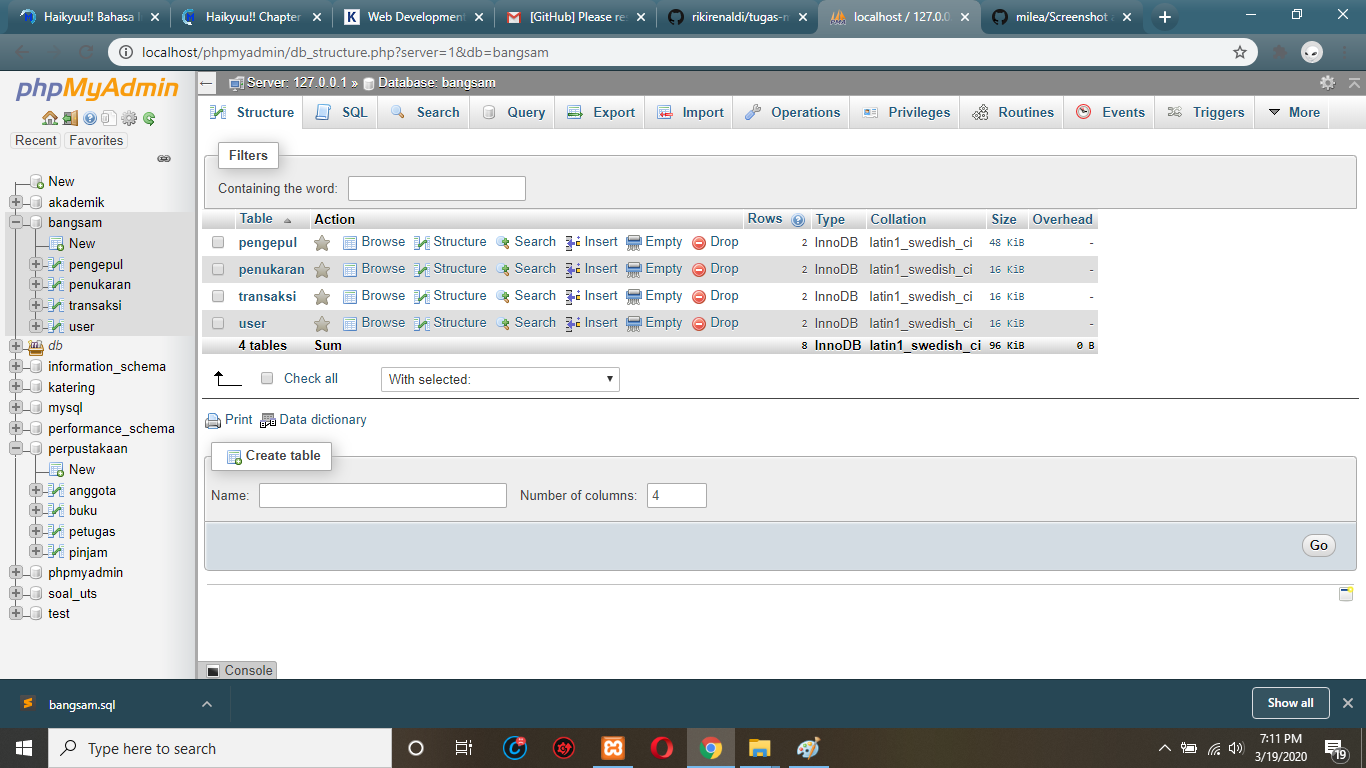 Haikyuu!! Bahasa I
Haikyuu!! Chapter
Web Development
[GitHub] Please re
rikirenaldi/tugas-m
localhost / 127.0.0
milea/Screenshot
localhost/phpmyadmin/db_structure.php?server=1&db=bangsam
phpMyAdmin
Recent Favorites
New
akademik
bangsam
New
pengepul
penukaran
transaksi
user
db
information_schema
katering
mysql
performance_schema
perpustakaan
New
anggota
buku
petugas
pinjam
phpmyadmin
soal_uts
test
Server: 127.0.0.1 » Database: bangsam
Structure SQL Search Query Export Import Operations Privileges Routines Events Triggers More
Filters
Containing the word:
Table Action Rows Type Collation Size Overhead
pengepul Browse Structure Search Insert Empty Drop 2 InnoDB latin1_swedish_ci 48 KiB -
penukaran Browse Structure Search Insert Empty Drop 2 InnoDB latin1_swedish_ci 16 KiB -
transaksi Browse Structure Search Insert Empty Drop 2 InnoDB latin1_swedish_ci 16 KiB -
user Browse Structure Search Insert Empty Drop 2 InnoDB latin1_swedish_ci 16 KiB -
4 tables Sum 8 InnoDB latin1_swedish_ci 96 KiB 0 B
Check all With selected:
Print Data dictionary
Create table
Name: Number of columns: 4
Go
Console
bangsam.sql
Show all
Type here to search
7:11 PM
3/19/2020
19